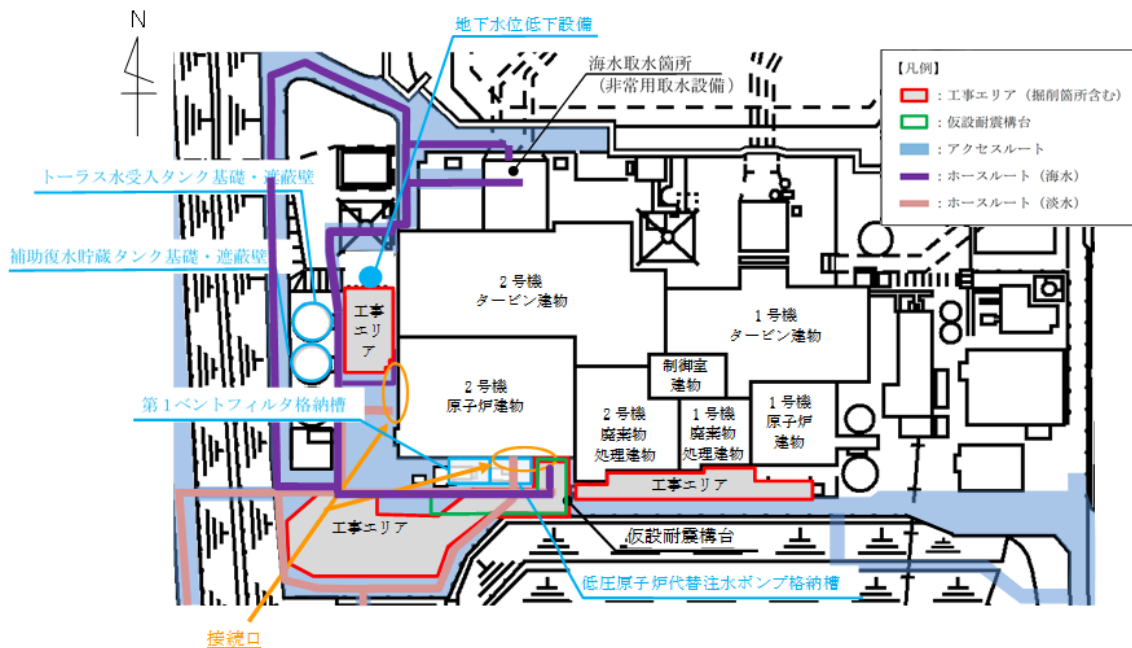 N
地下水位低下設備
海水取水箇所
(非常用取水設備)
【凡例】
:工事エリア(掘削箇所含む)
:仮設耐震構台
:アクセスルート
:ホースルート(海水)
:ホースルート(淡水)
トーラス水受入タンク基礎・遮蔽壁
補助復水貯蔵タンク基礎・遮蔽壁
工事
エリ
ア
2号機
タービン建物
1号機
タービン建物
制御室
建物
2号機
原子炉建物
第1ベントフィルタ格納槽
2号機
廃棄物
処理建物
1号機
廃棄物
処理建物
1号機
原子炉
建物
工事エリア
工事エリア
仮設耐震構台
低圧原子炉代替注水ポンプ格納槽
接続口